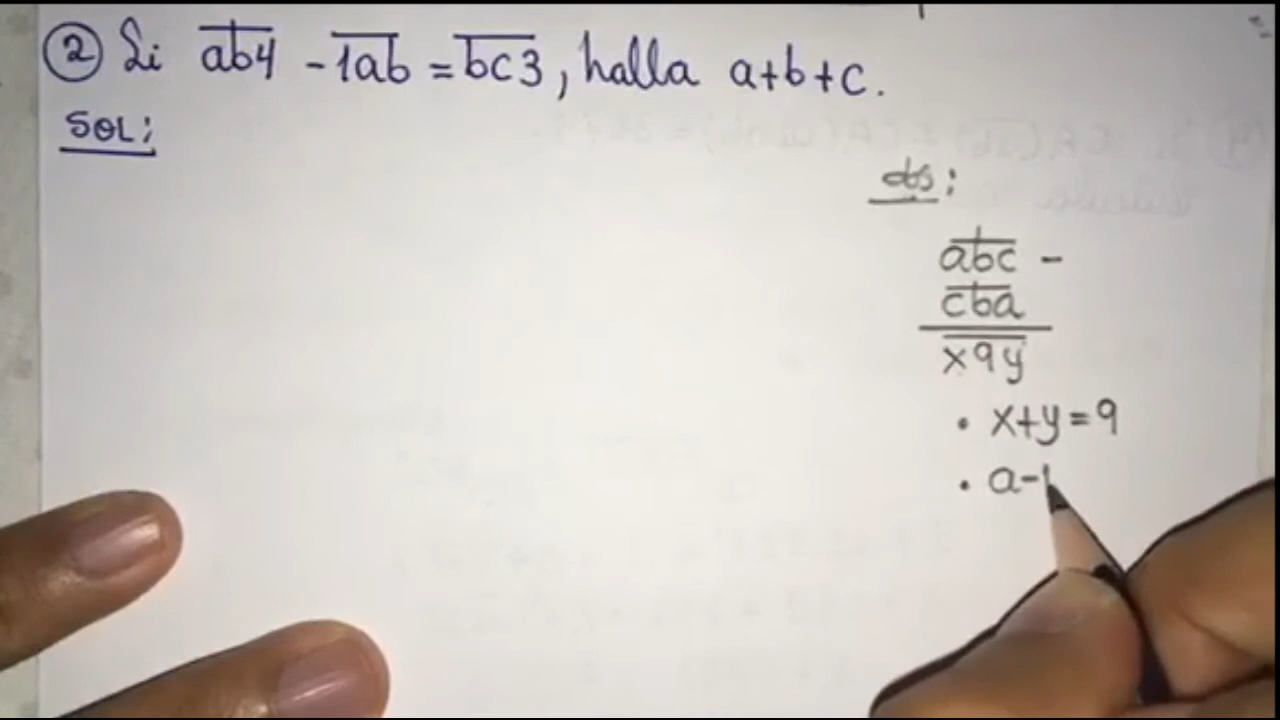 ② Si ab4 - 1ab = bc3, halla a+b+c.
SOL:
obs:
abc -
cba
x9y
• x+y=9
• a-